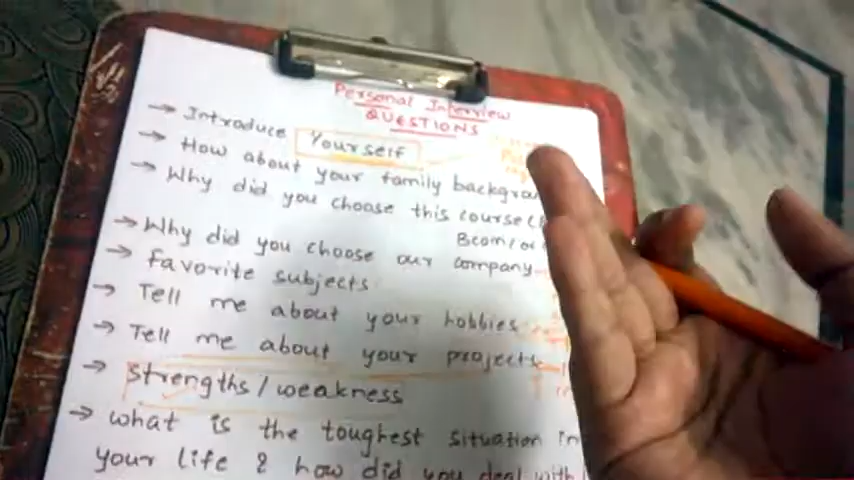 Personal Interview
QUESTIONS
→ Introduce Yourself
→ How about your family backgrou
→ Why did you choose this course (
Bcom/
→ Why did you choose our company
→ favorite subjects
→ Tell me about your hobbies
→ Tell me about your projects
→ strengths/weakness
→ what is the toughest situation in
your life & how did you deal with